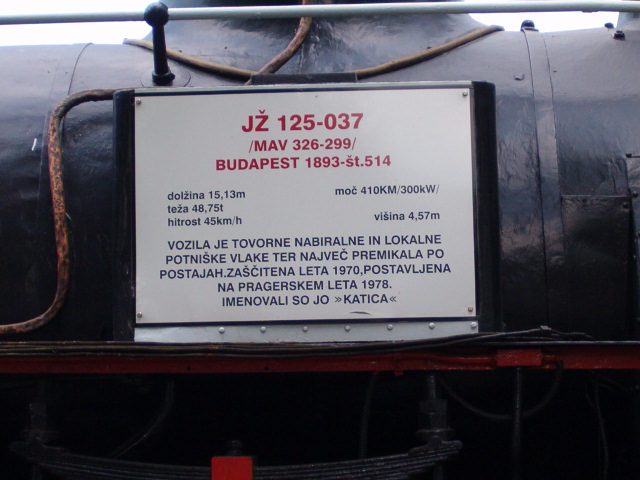 JŽ 125-037
/MAV 326-299/
BUDAPEST 1893-št.514
dolžina 15,13m moč 410KM/300kW/
teža 48,75t
hitrost 45km/h višina 4,57m
VOZILA JE TOVORNE NABIRALNE IN LOKALNE
POTNIŠKE VLAKE TER NAJVEČ PREMIKALA PO
POSTAJAH.ZAŠČITENA LETA 1970,POSTAVLJENA
NA PRAGERSKEM LETA 1978.
IMENOVALI SO JO »KATICA«